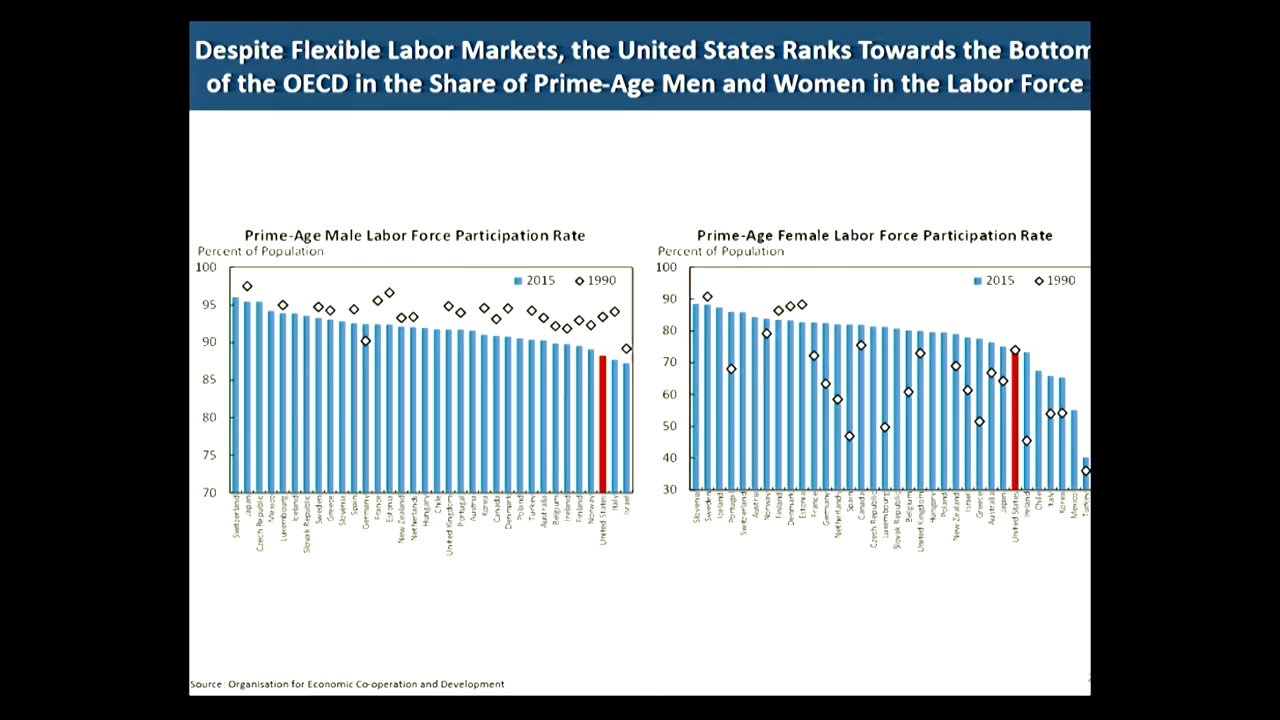 Despite Flexible Labor Markets, the United States Ranks Towards the Bottom
of the OECD in the Share of Prime-Age Men and Women in the Labor Force
Prime-Age Male Labor Force Participation Rate
Percent of Population
100
95
90
85
80
75
70
2015
1990
Switzerland
Japan
Czech Republic
Mexico
Luxembourg
Iceland
Slovak Republic
Sweden
Greece
Slovenia
Spain
Germany
France
Estonia
New Zealand
Netherlands
Hungary
Chile
United Kingdom
Portugal
Austria
Korea
Canada
Denmark
Poland
Turkey
Australia
Belgium
Ireland
Finland
Norway
United States
Italy
Israel
Prime-Age Female Labor Force Participation Rate
Percent of Population
100
90
80
70
60
50
40
30
2015
1990
Slovenia
Sweden
Iceland
Portugal
Switzerland
Austria
Norway
Finland
Denmark
Estonia
France
Germany
Netherlands
Spain
Canada
Czech Republic
Luxembourg
Slovak Republic
Belgium
United Kingdom
Hungary
Poland
New Zealand
Israel
Greece
Australia
Japan
United States
Ireland
Chile
Italy
Korea
Mexico
Turkey
Source: Organisation for Economic Co-operation and Development